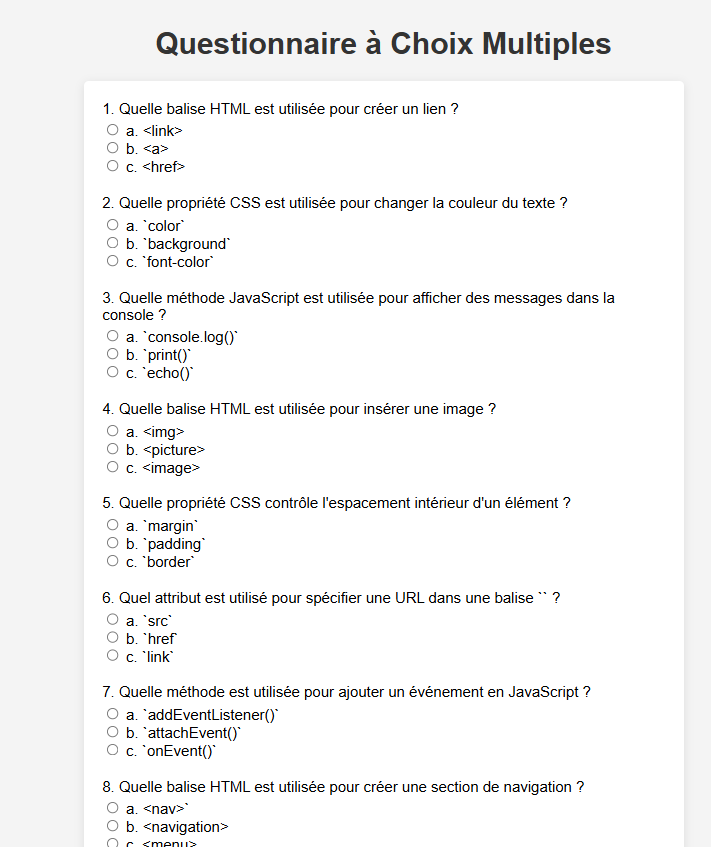 Questionnaire à Choix Multiples
1. Quelle balise HTML est utilisée pour créer un lien ?
a. <link>
b. <a>
c. <href>
2. Quelle propriété CSS est utilisée pour changer la couleur du texte ?
a. `color`
b. `background`
c. `font-color`
3. Quelle méthode JavaScript est utilisée pour afficher des messages dans la
console ?
a. `console.log()`
b. `print()`
c. `echo()`
4. Quelle balise HTML est utilisée pour insérer une image ?
a. <img>
b. <picture>
c. <image>
5. Quelle propriété CSS contrôle l'espacement intérieur d'un élément ?
a. `margin`
b. `padding`
c. `border`
6. Quel attribut est utilisé pour spécifier une URL dans une balise `` ?
a. `src`
b. `href`
c. `link`
7. Quelle méthode est utilisée pour ajouter un événement en JavaScript ?
a. `addEventListener()`
b. `attachEvent()`
c. `onEvent()`
8. Quelle balise HTML est utilisée pour créer une section de navigation ?
a. <nav>`
b. <navigation>
c. <menu>